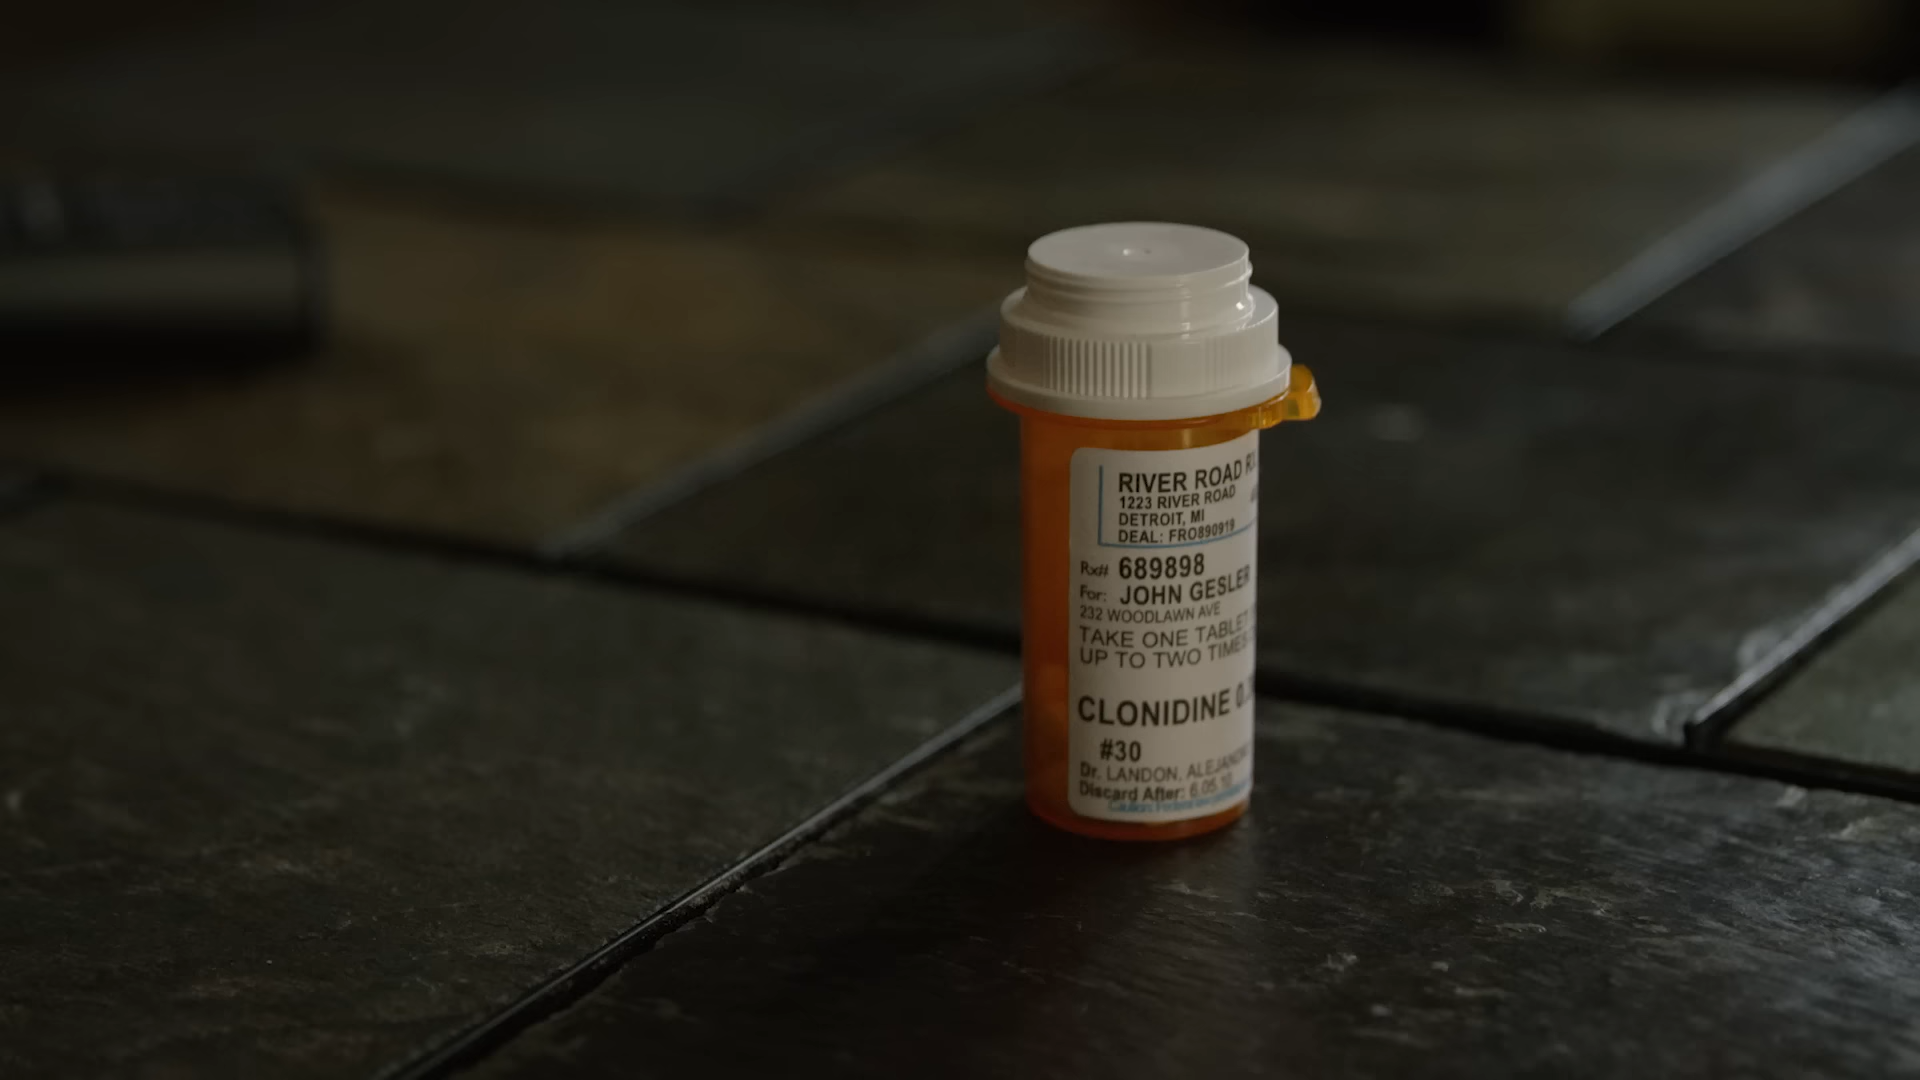 RIVER ROAD
1223 RIVER ROAD
DETROIT, MI
DEAL: FRO890919
Rx# 689898
For: JOHN GESLER
232 WOODLAWN AVE
TAKE ONE TABLET
UP TO TWO TIMES
CLONIDINE
#30
Dr. LANDON,
Discard After: 6.05.10